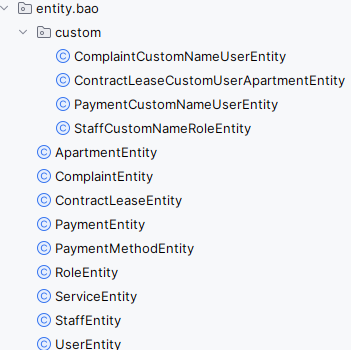 entity.bao
custom
ComplaintCustomNameUserEntity
ContractLeaseCustomUserApartmentEntity
PaymentCustomNameUserEntity
StaffCustomNameRoleEntity
ApartmentEntity
ComplaintEntity
ContractLeaseEntity
PaymentEntity
PaymentMethodEntity
RoleEntity
ServiceEntity
StaffEntity
UserEntity